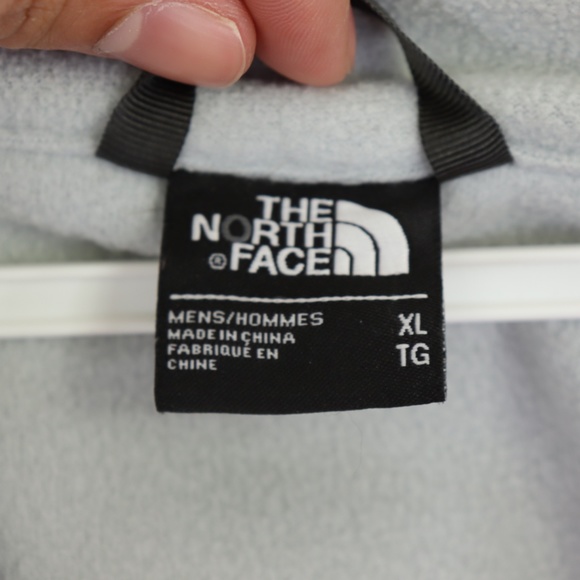 THE
NORTH
® FACE
MENS/HOMMES
MADE IN CHINA
FABRIQUÉ EN
CHINE
XL
TG